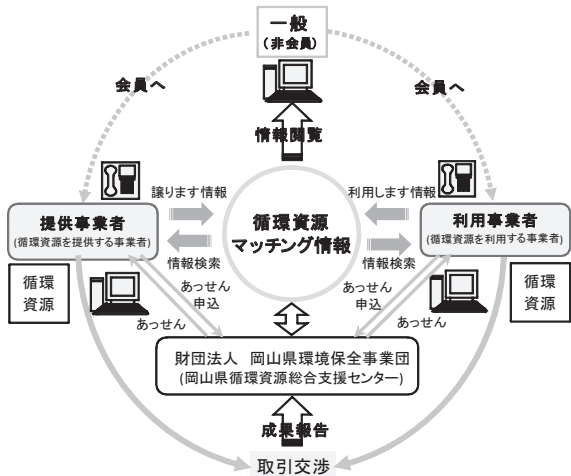 一般
(非会員)
会員へ
会員へ
情報閲覧
譲ります情報
利用します情報
提供事業者
(循環資源を提供する事業者)
循環資源
マッチング情報
利用事業者
(循環資源を利用する事業者)
情報検索
情報検索
循環
資源
あっせん
申込
あっせん
あっせん
申込
あっせん
循環
資源
財団法人　岡山県環境保全事業団
(岡山県循環資源総合支援センター)
成果報告
取引交渉